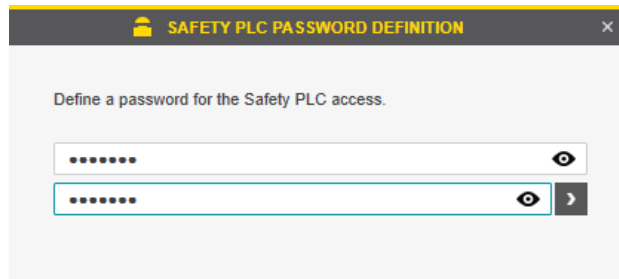 SAFETY PLC PASSWORD DEFINITION
Define a password for the Safety PLC access.
•••••••
•••••••